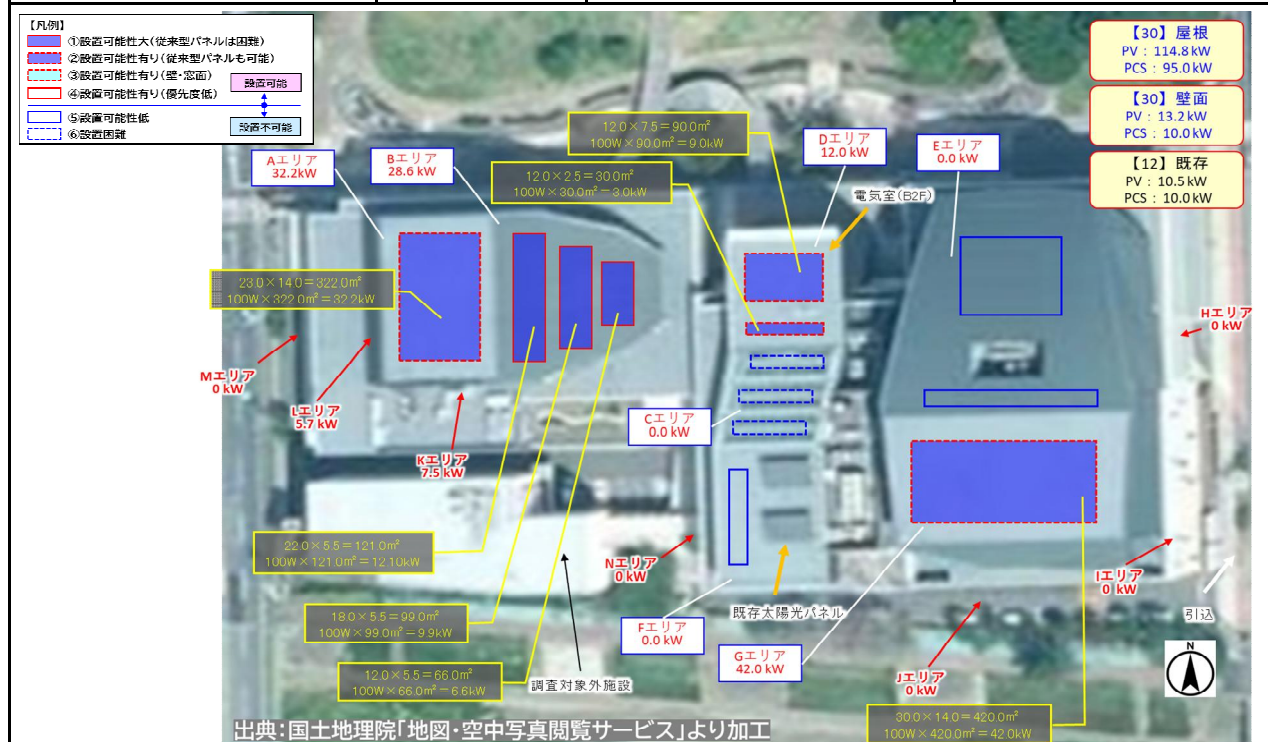 【凡例】
①設置可能性大(従来型パネルは困難)
②設置可能性有り(従来型パネルも可能)
③設置可能性有り(壁・窓面)
④設置可能性有り(優先度低)
⑤設置可能性低
⑥設置困難
設置可能
設置不可能
【30】屋根
PV : 114.8kW
PCS : 95.0kW
【30】壁面
PV : 13.2kW
PCS : 10.0kW
【12】既存
PV : 10.5kW
PCS : 10.0kW
12.0×7.5=90.0m²
100W×90.0m²=9.0kW
Dエリア
12.0 kW
Eエリア
0.0 kW
Aエリア
32.2kW
Bエリア
28.6 kW
12.0×2.5=30.0m²
100W×30.0m²=3.0kW
電気室(B2F)
23.0×14.0=322.0m²
100W×322.0m²=32.2kW
Hエリア
0 kW
Mエリア
0 kW
Lエリア
5.7 kW
Cエリア
0.0 kW
Kエリア
7.5 kW
22.0×5.5=121.0m²
100W×121.0m²=12.10kW
Nエリア
0 kW
Iエリア
0 kW
既存太陽光パネル
引込
18.0×5.5=99.0m²
100W×99.0m²=9.9kW
Fエリア
0.0 kW
Gエリア
42.0 kW
N
12.0×5.5=66.0m²
100W×66.0m²=6.6kW
調査対象外施設
Jエリア
0 kW
30.0×14.0=420.0m²
100W×420.0m²=42.0kW
出典:国土地理院「地図・空中写真閲覧サービス」より加工